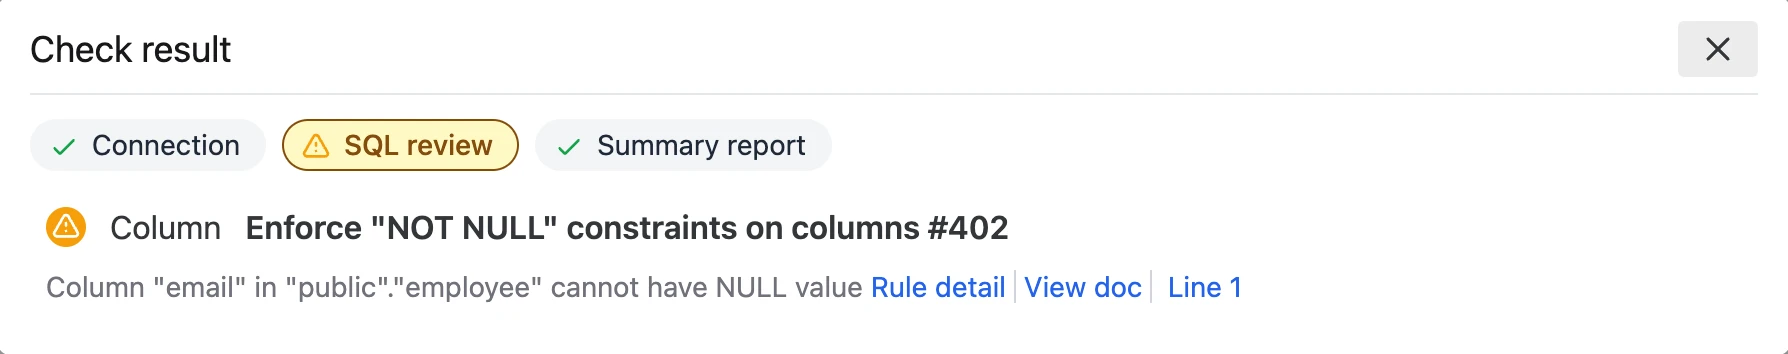 Check result
Connection SQL review Summary report
Column Enforce "NOT NULL" constraints on columns #402
Column "email" in "public"."employee" cannot have NULL value Rule detail View doc Line 1